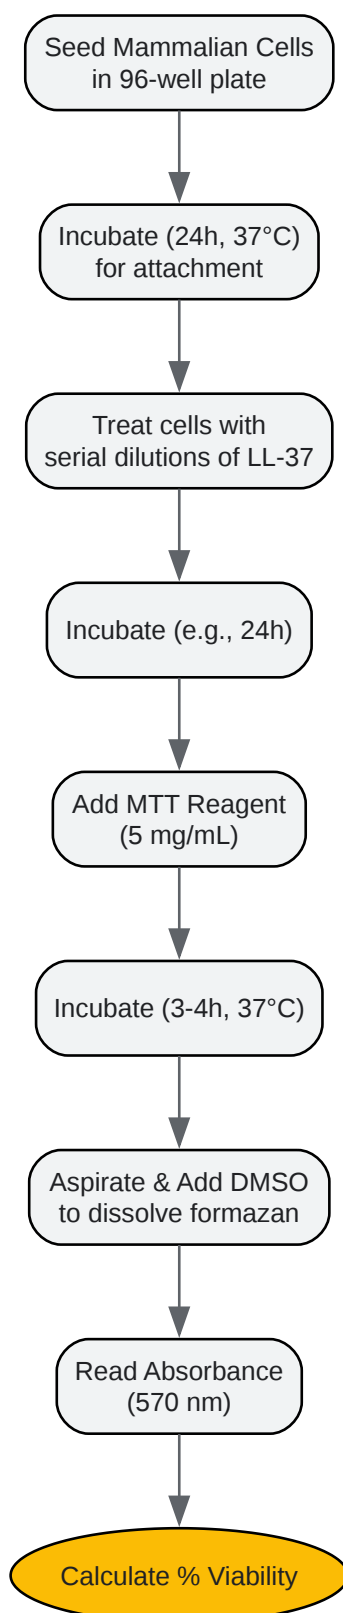 Seed Mammalian Cells
in 96-well plate
Incubate (24h, 37°C)
for attachment
Treat cells with
serial dilutions of LL-37
Incubate (e.g., 24h)
Add MTT Reagent
(5 mg/mL)
Incubate (3-4h, 37°C)
Aspirate & Add DMSO
to dissolve formazan
Read Absorbance
(570 nm)
Calculate % Viability